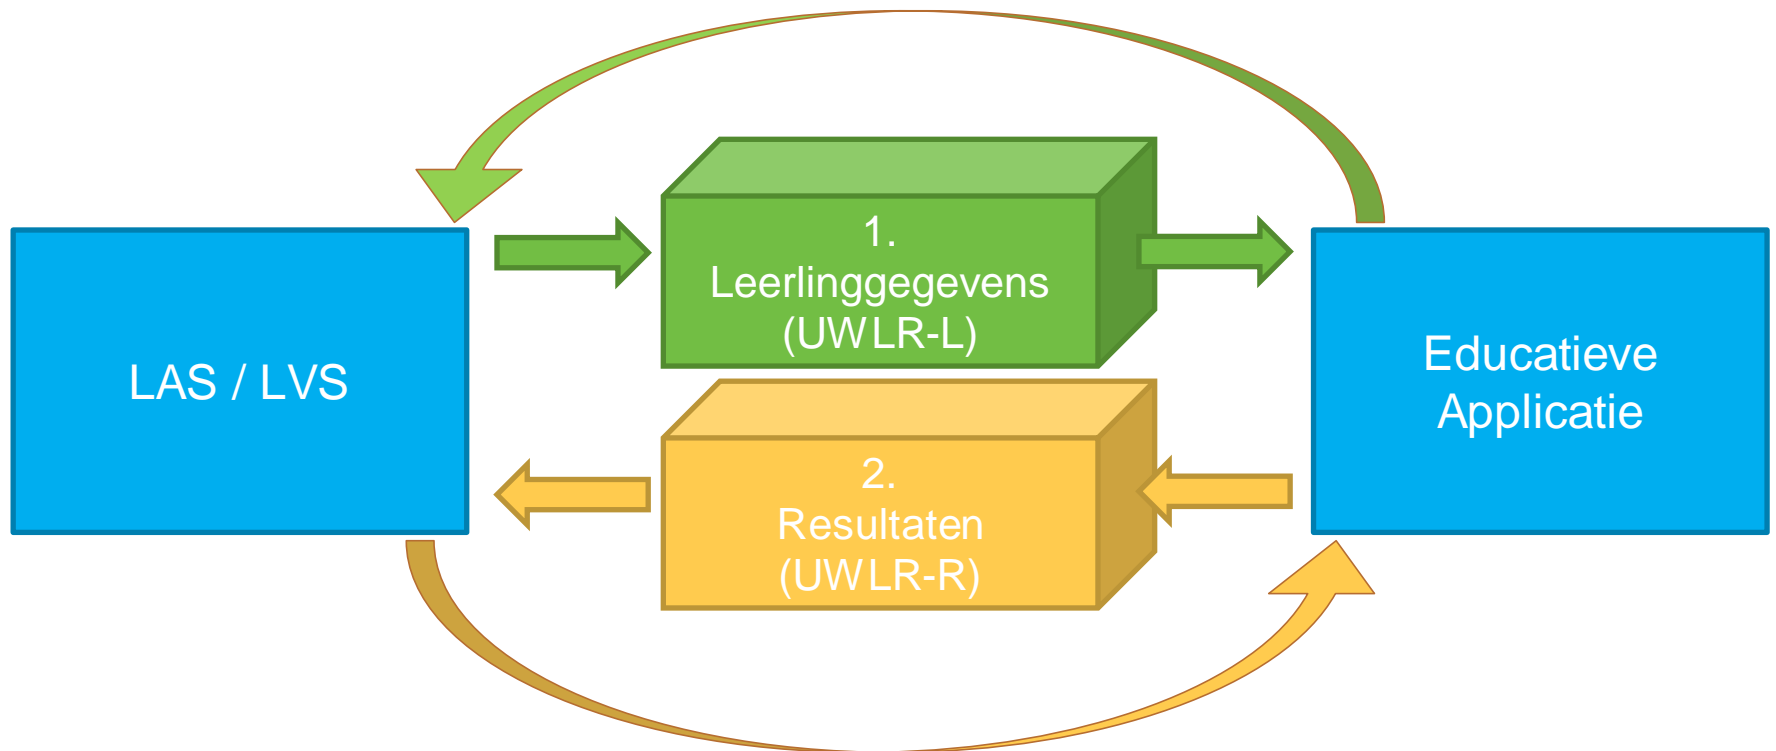 1.
Leerlinggegevens
(UWLR-L)
LAS / LVS
Educatieve
Applicatie
2.
Resultaten
(UWLR-R)